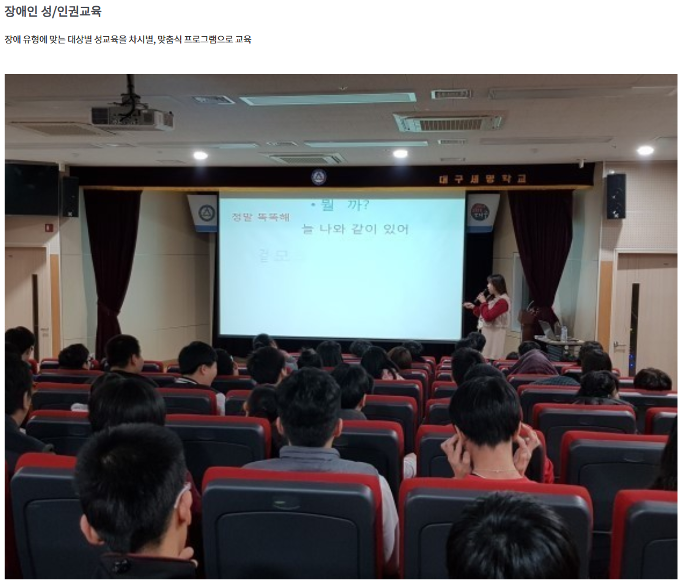 장애인 성/인권교육
장애 유형에 맞는 대상별 성교육을 차시별, 맞춤식 프로그램으로 교육
대구세명학교
• 뭘 까?
정말 똑똑해
늘 나와 같이 있어